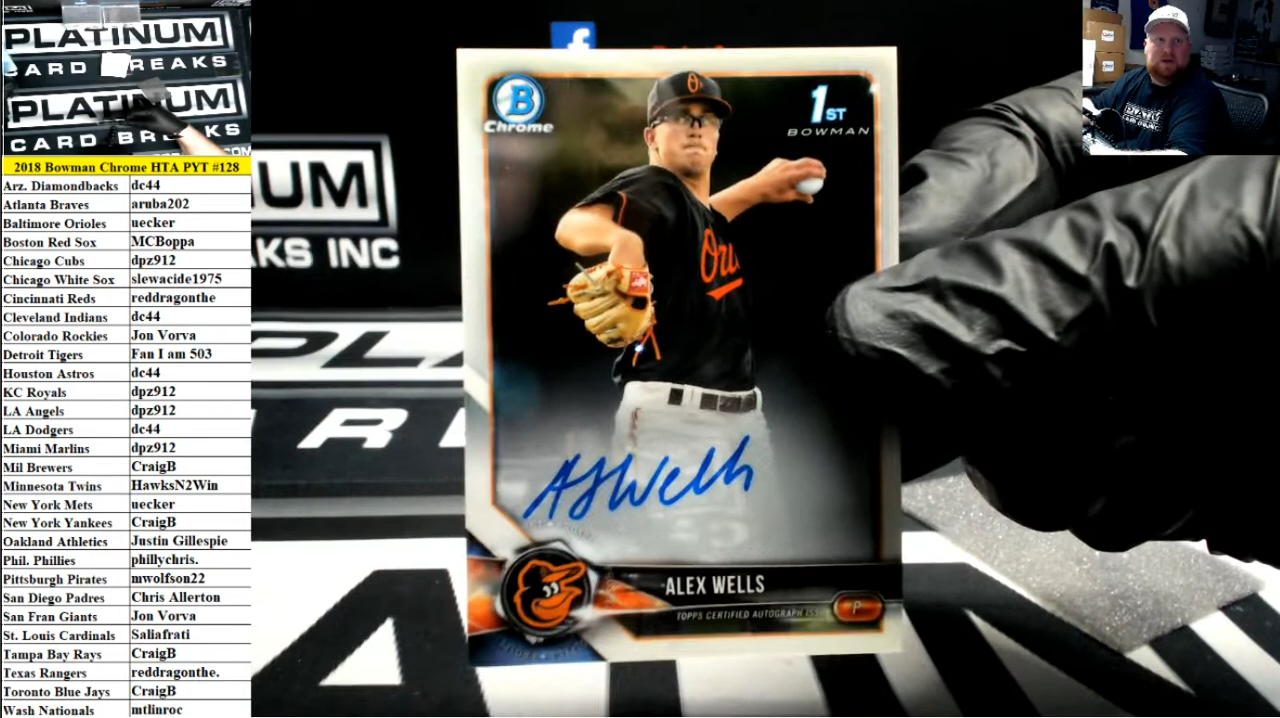 PLATINUM
CARD BREAKS
PLATINUM
CARD BREAKS
.COM
2018 Bowman Chrome HTA PYT #128
Arz. Diamondbacks dc44
Atlanta Braves aruba202
Baltimore Orioles uecker
Boston Red Sox MCBoppa
Chicago Cubs dpz912
Chicago White Sox slewacide1975
Cincinnati Reds reddragonthe
Cleveland Indians dc44
Colorado Rockies Jon Vorva
Detroit Tigers Fan I am 503
Houston Astros dc44
KC Royals dpz912
LA Angels dpz912
LA Dodgers dc44
Miami Marlins dpz912
Mil Brewers CraigB
Minnesota Twins HawksN2Win
New York Mets uecker
New York Yankees CraigB
Oakland Athletics Justin Gillespie
Phil. Phillies phillychris.
Pittsburgh Pirates mwolfson22
San Diego Padres Chris Allerton
San Fran Giants Jon Vorva
St. Louis Cardinals Saliafrati
Tampa Bay Rays CraigB
Texas Rangers reddragonthe.
Toronto Blue Jays CraigB
Wash Nationals mtlinroc
UM
KS INC
PL
R
f
B
Chrome
1ST
BOWMAN
O
Ori
A J Wells
ALEX WELLS
TOPPS CERTIFIED AUTOGRAPH ISSU
P